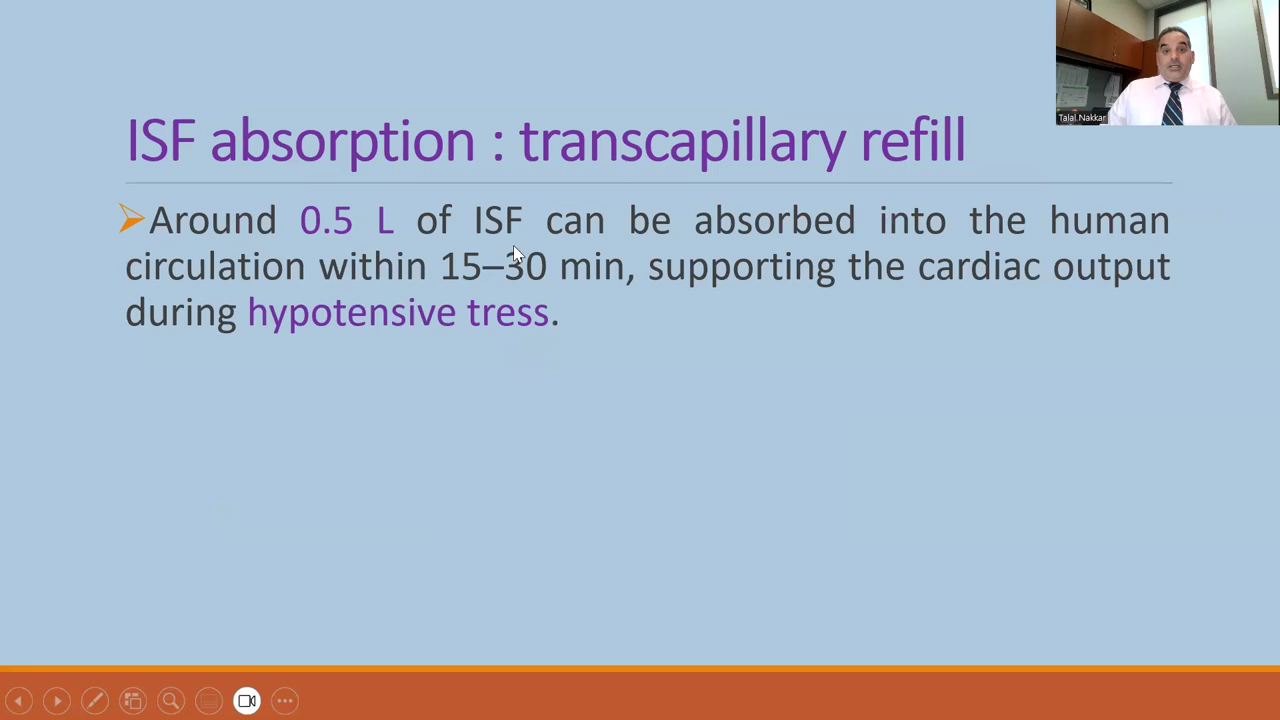 ISF absorption : transcapillary refill
Around 0.5 L of ISF can be absorbed into the human
circulation within 15–30 min, supporting the cardiac output
during hypotensive tress.
Talal Nakkar